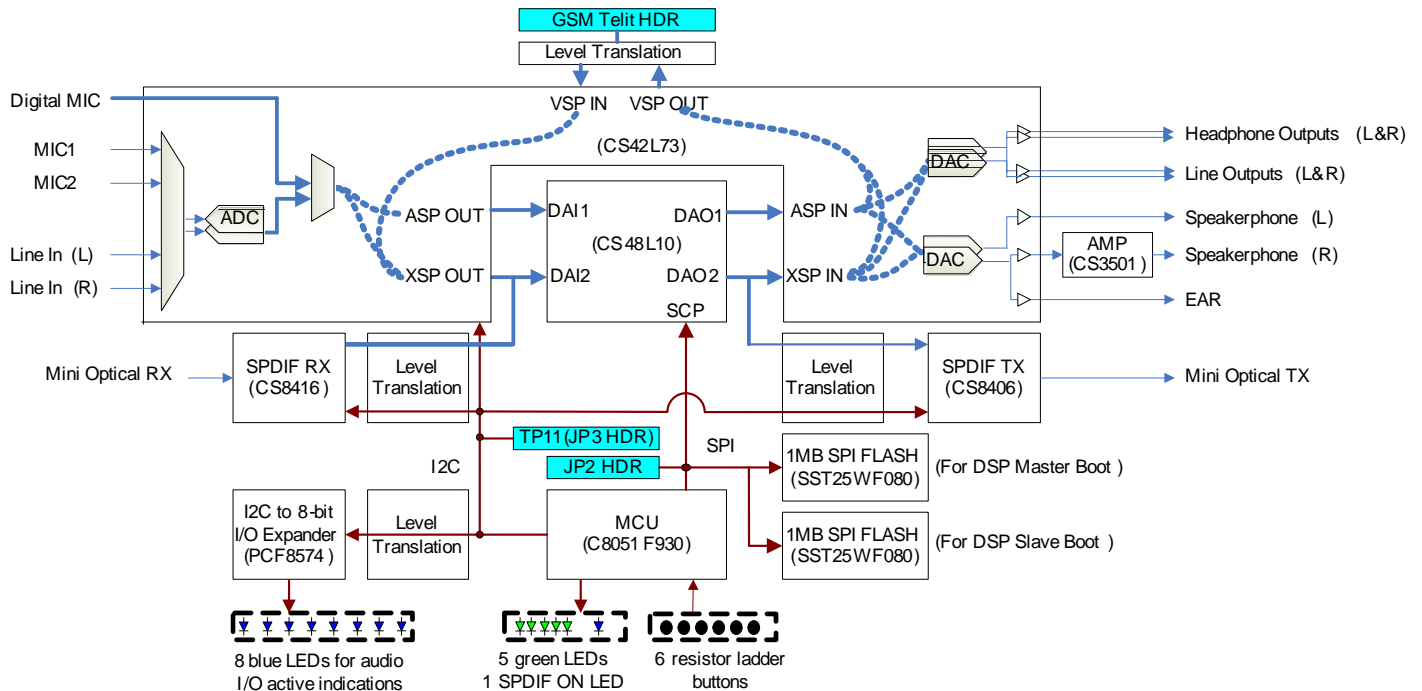 GSM Telit HDR
Level Translation
Digital MIC
VSP IN
VSP OUT
(CS42L73)
MIC1
MIC2
Line In (L)
Line In (R)
ADC
ASP OUT
XSP OUT
DAI1
DAI2
(CS48L10)
DAO1
DAO2
SCP
ASP IN
XSP IN
DAC
DAC
Headphone Outputs (L&R)
Line Outputs (L&R)
Speakerphone (L)
AMP
(CS3501)
Speakerphone (R)
EAR
Mini Optical RX
SPDIF RX
(CS8416)
Level
Translation
Level
Translation
SPDIF TX
(CS8406)
Mini Optical TX
TP11(JP3 HDR)
JP2 HDR
I2C
SPI
1MB SPI FLASH
(SST25WF080)
(For DSP Master Boot)
I2C to 8-bit
I/O Expander
(PCF8574)
Level
Translation
MCU
(C8051F930)
1MB SPI FLASH
(SST25WF080)
(For DSP Slave Boot)
8 blue LEDs for audio
I/O active indications
5 green LEDs
1 SPDIF ON LED
6 resistor ladder
buttons